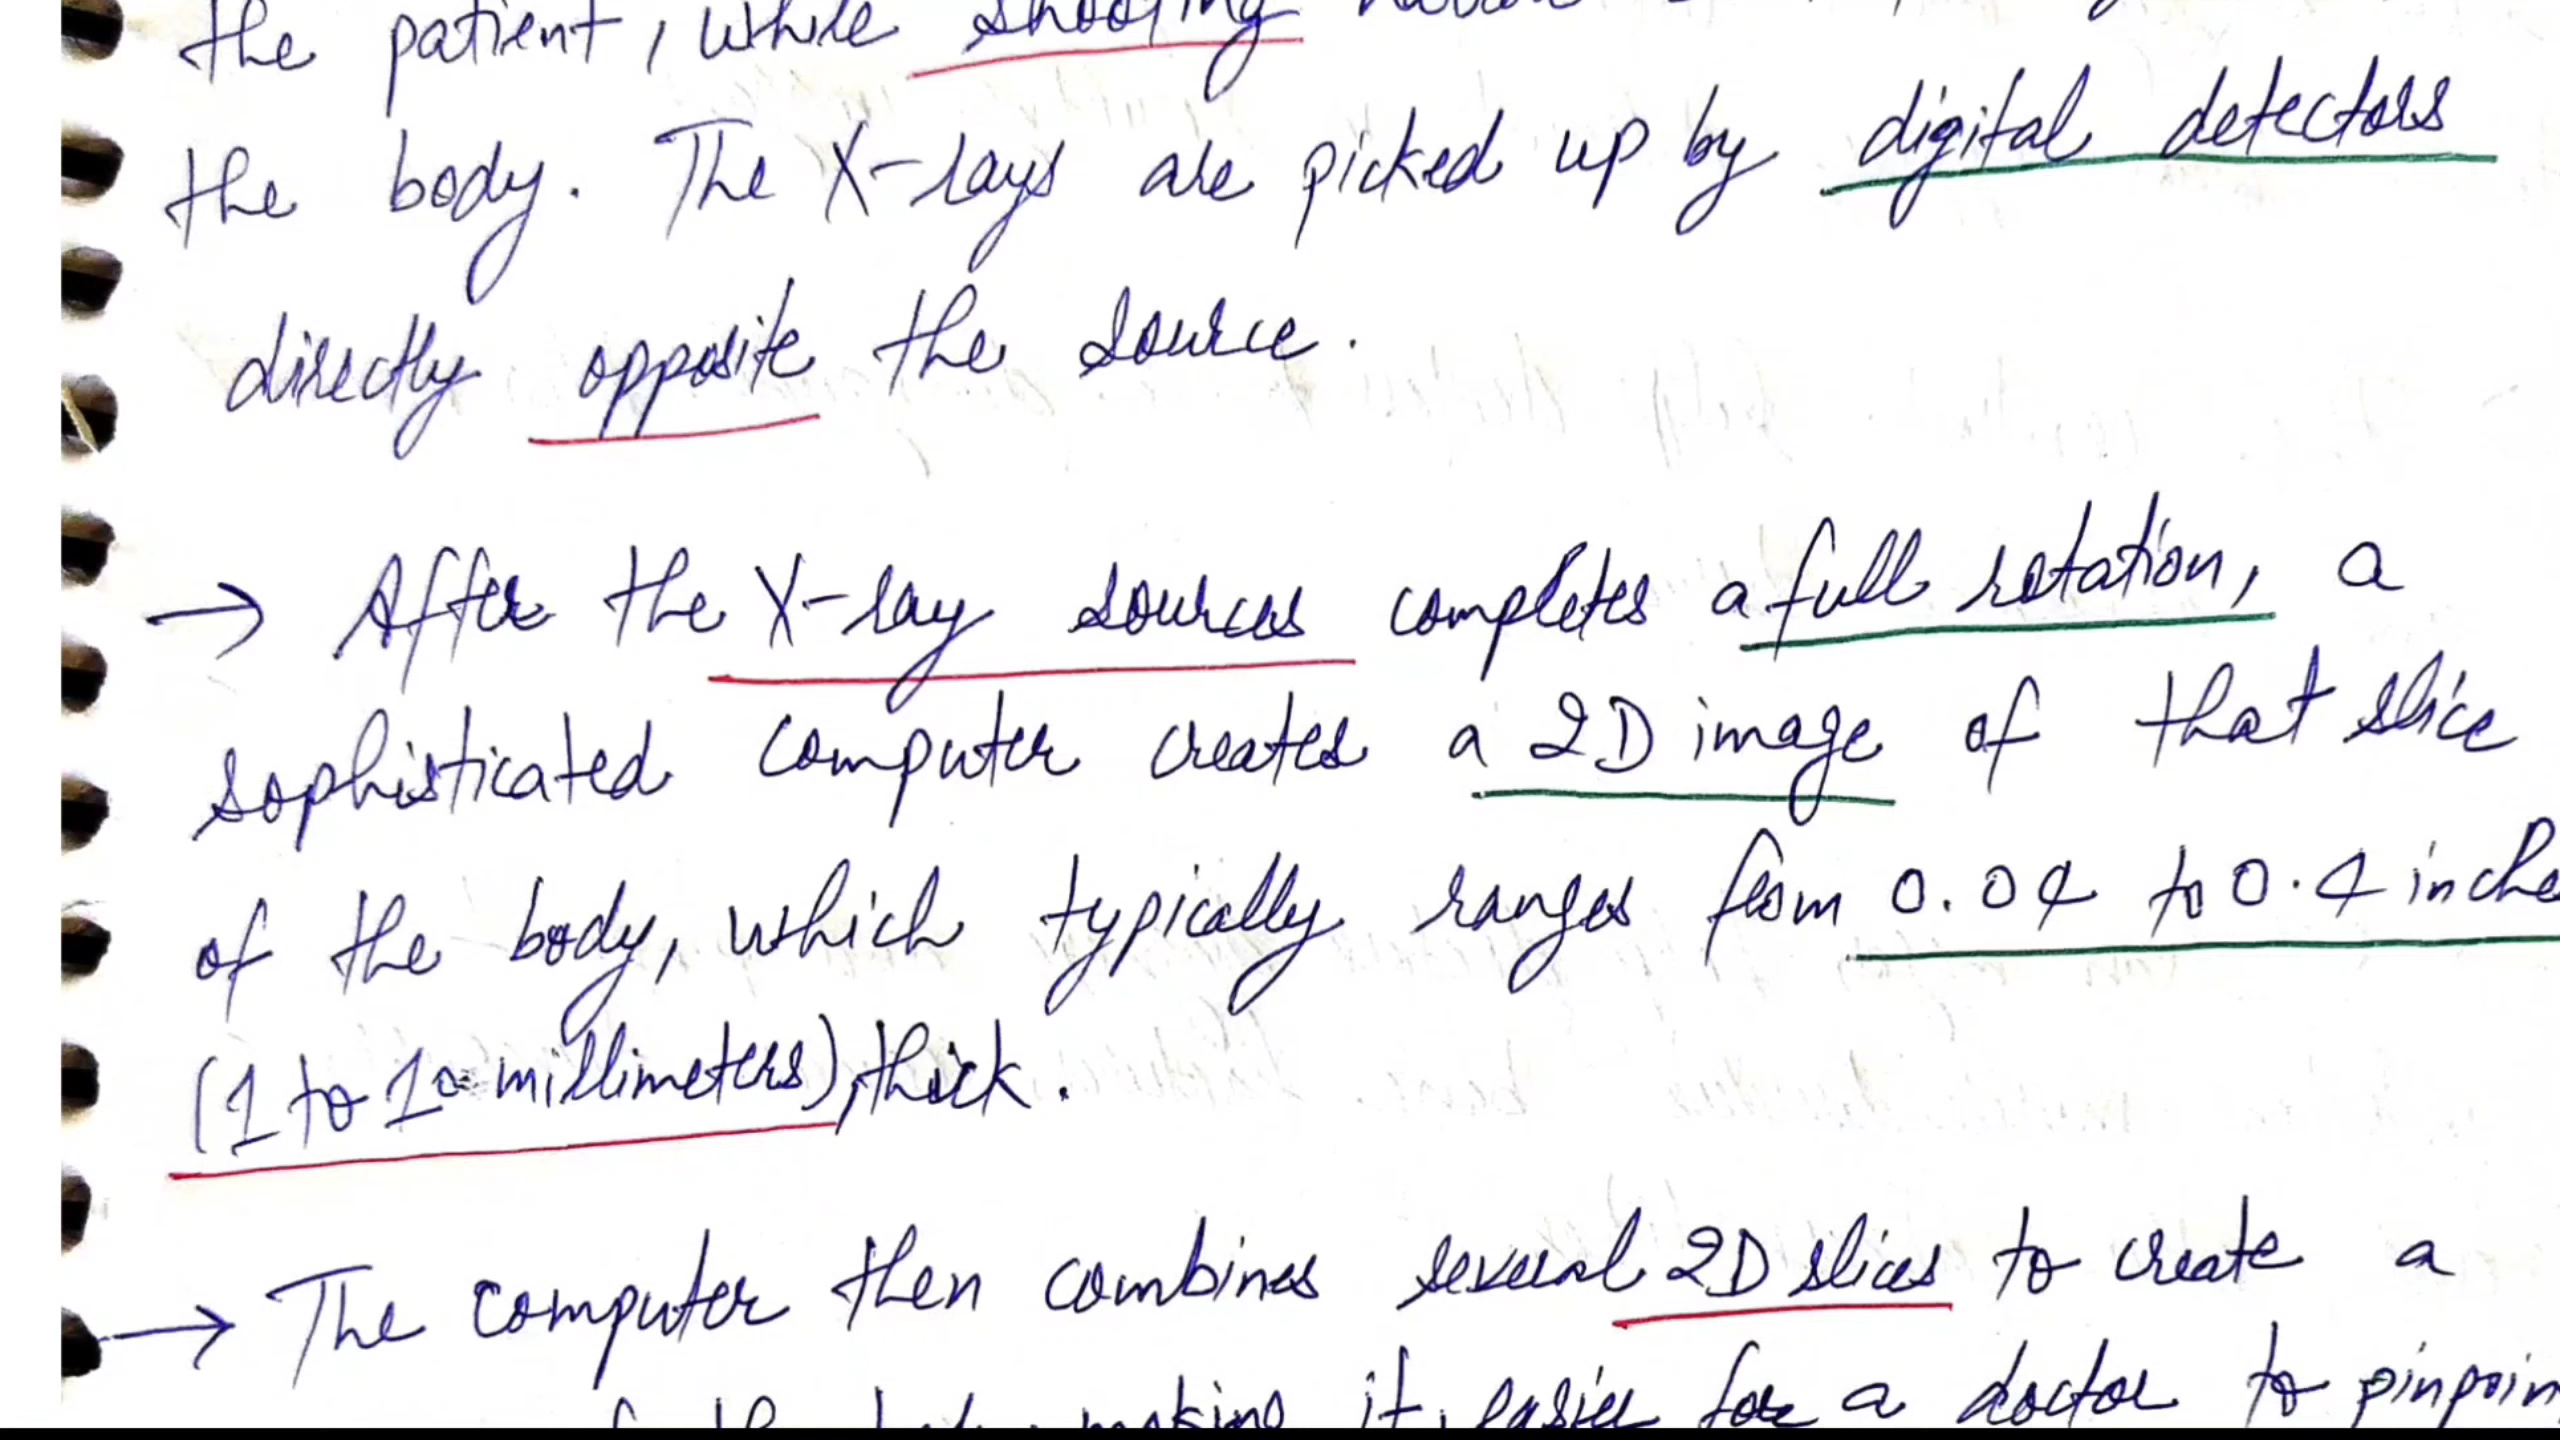 the patient, while shooting
the body. The X-rays are picked up by digital detectors
directly opposite the source.
→ After the X-ray sources completes a full rotation, a
sophisticated computer creates a 2D image of that slice
of the body, which typically ranges from 0.04 to 0.4 inche
(1 to 10 millimeters), thick.
→ The computer then combines several 2D slices to create a
making it easier for a doctor to pinpoin